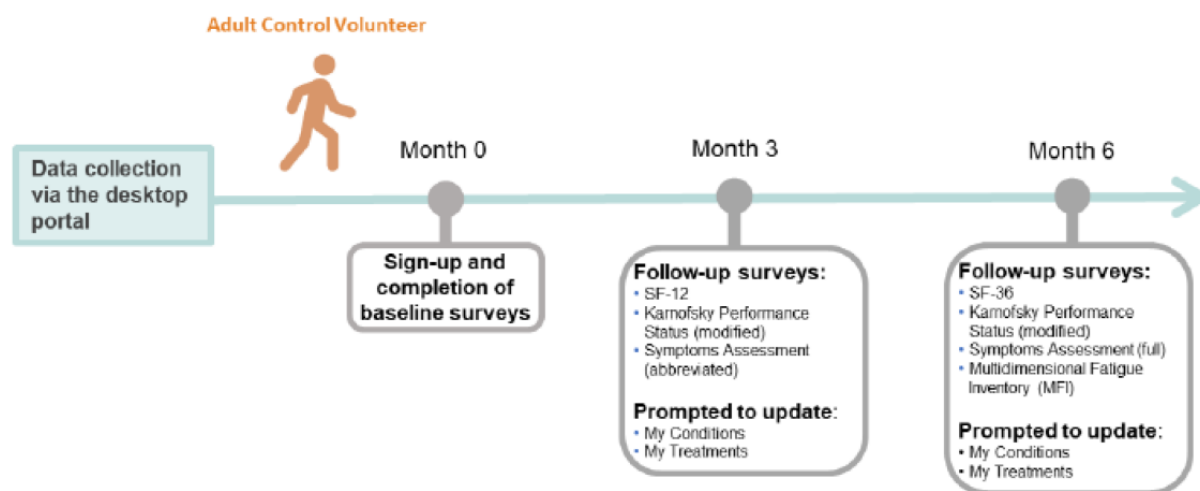 Adult Control Volunteer
Data collection
via the desktop
portal
Month 0
Month 3
Month 6
Sign-up and
completion of
baseline surveys
Follow-up surveys:
• SF-12
• Karnofsky Performance
Status (modified)
• Symptoms Assessment
(abbreviated)
Prompted to update:
• My Conditions
• My Treatments
Follow-up surveys:
• SF-36
• Karnofsky Performance
Status (modified)
• Symptoms Assessment (full)
• Multidimensional Fatigue
Inventory (MFI)
Prompted to update:
• My Conditions
• My Treatments